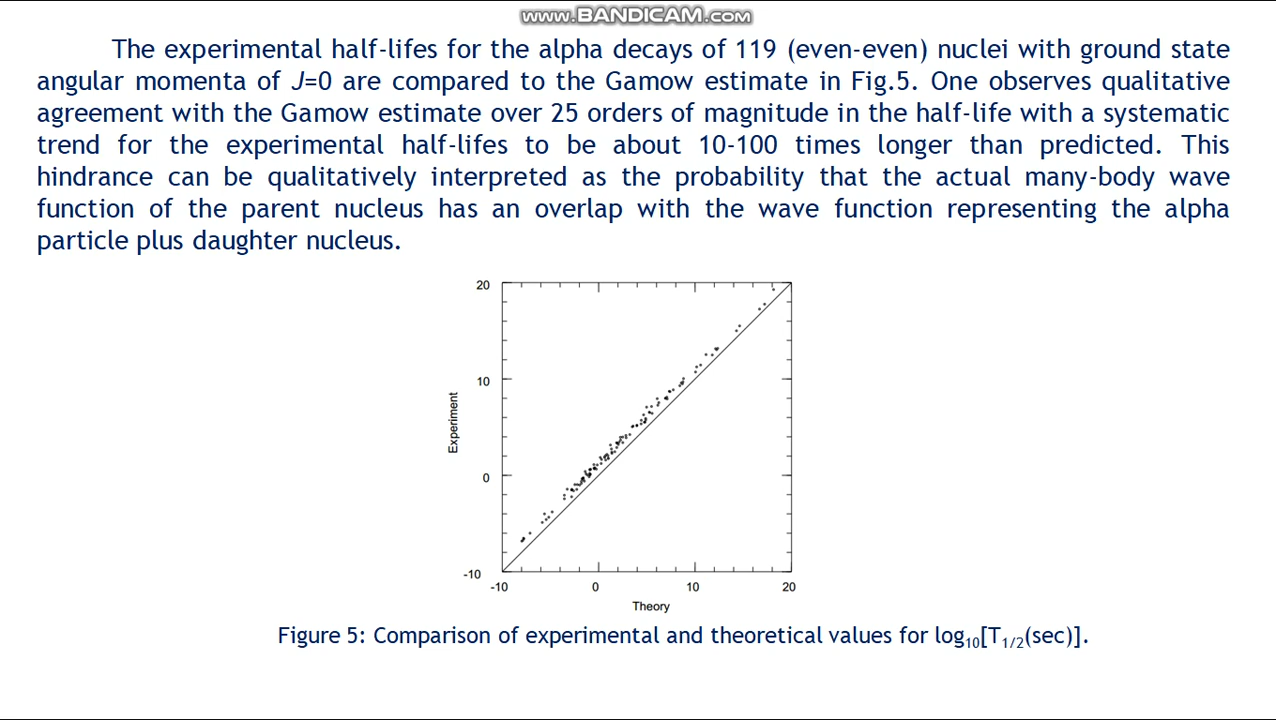 www.BANDICAM.com
The experimental half-lifes for the alpha decays of 119 (even-even) nuclei with ground state
angular momenta of J=0 are compared to the Gamow estimate in Fig.5. One observes qualitative
agreement with the Gamow estimate over 25 orders of magnitude in the half-life with a systematic
trend for the experimental half-lifes to be about 10-100 times longer than predicted. This
hindrance can be qualitatively interpreted as the probability that the actual many-body wave
function of the parent nucleus has an overlap with the wave function representing the alpha
particle plus daughter nucleus.
20
10
Experiment
0
-10
-10 0 10 20
Theory
Figure 5: Comparison of experimental and theoretical values for log₁₀[T₁/₂(sec)].